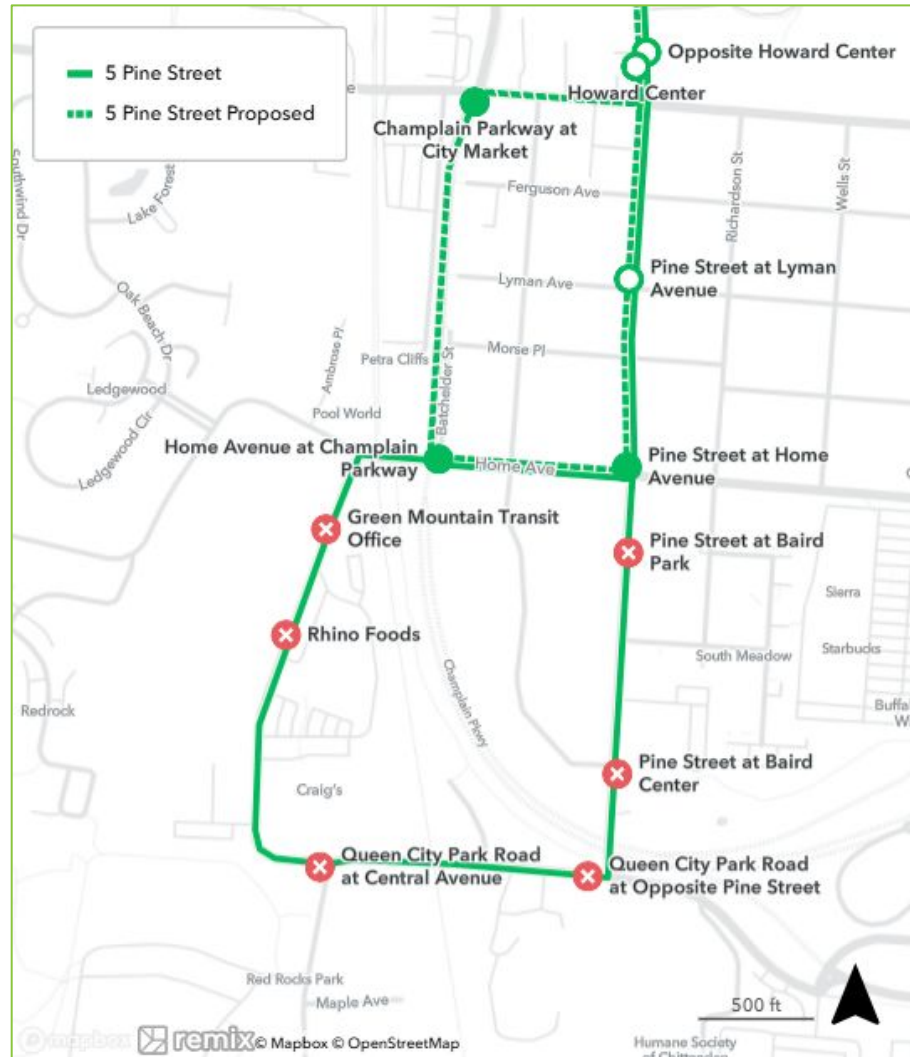 5 Pine Street
5 Pine Street Proposed
Opposite Howard Center
Howard Center
Champlain Parkway at
City Market
Ferguson Ave
Richardson St
Wells St
Southwind Dr
Lake Forest
Pine Street at Lyman
Avenue
Lyman Ave
Oak Beach Dr
Ambrose Pl
Petra Cliffs
Batchelder St
Morse Pl
Ledgewood
Pool World
Ledgewood Cir
Home Avenue at Champlain
Parkway
Home Ave
Pine Street at Home
Avenue
Green Mountain Transit
Office
Pine Street at Baird
Park
Sierra
Rhino Foods
South Meadow
Starbucks
Champlain Pkwy
Redrock
Buffal
W
Craig's
Pine Street at Baird
Center
Queen City Park Road
at Central Avenue
Queen City Park Road
at Opposite Pine Street
Red Rocks Park
Maple Ave
500 ft
mapbox remix © Mapbox © OpenStreetMap
Humane Society
of Chittenden